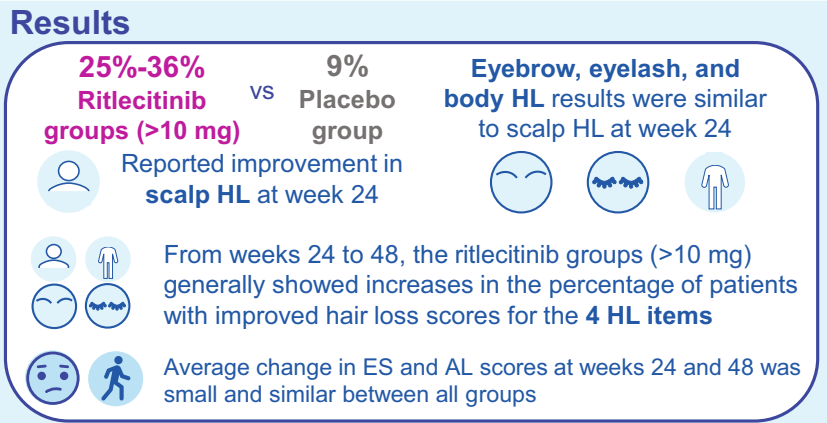 Results
25%-36%
Ritlecitinib
groups (>10 mg)
vs
9%
Placebo
group
Reported improvement in
scalp HL at week 24
Eyebrow, eyelash, and
body HL results were similar
to scalp HL at week 24
From weeks 24 to 48, the ritlecitinib groups (>10 mg)
generally showed increases in the percentage of patients
with improved hair loss scores for the 4 HL items
Average change in ES and AL scores at weeks 24 and 48 was
small and similar between all groups